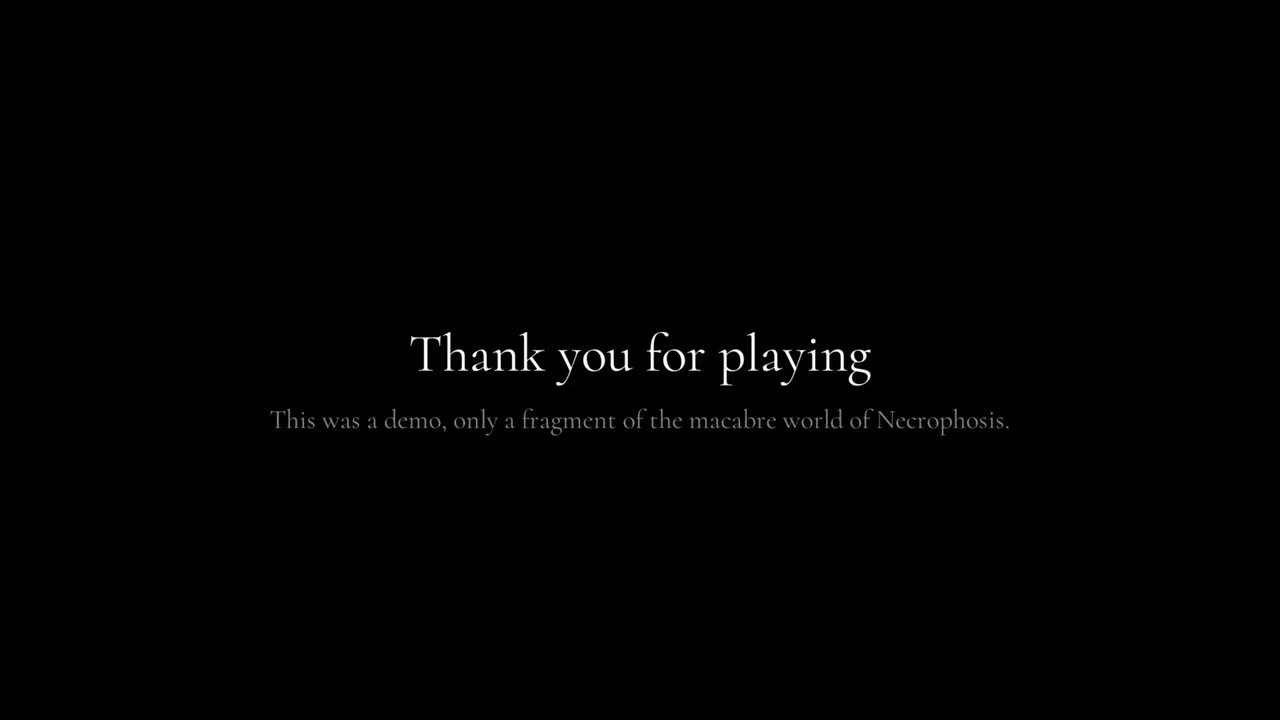 Thank you for playing
This was a demo, only a fragment of the macabre world of Necrophosis.